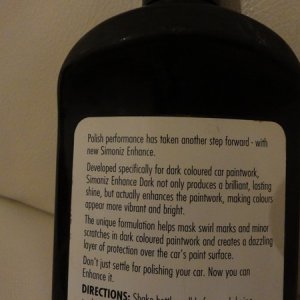 Polish performance has taken another step forward - with
new Simoniz Enhance.
Developed specifically for dark coloured car paintwork,
Simoniz Enhance Dark not only produces a brilliant, lasting
shine, but actually enhances the paintwork, making colours
appear more vibrant and bright.
The unique formulation helps mask swirl marks and minor
scratches in dark coloured paintwork and creates a dazzling
layer of protection over the car's paint surface.
Don't just settle for polishing your car. Now you can
Enhance it.
DIRECTIONS: Shake bottle well before